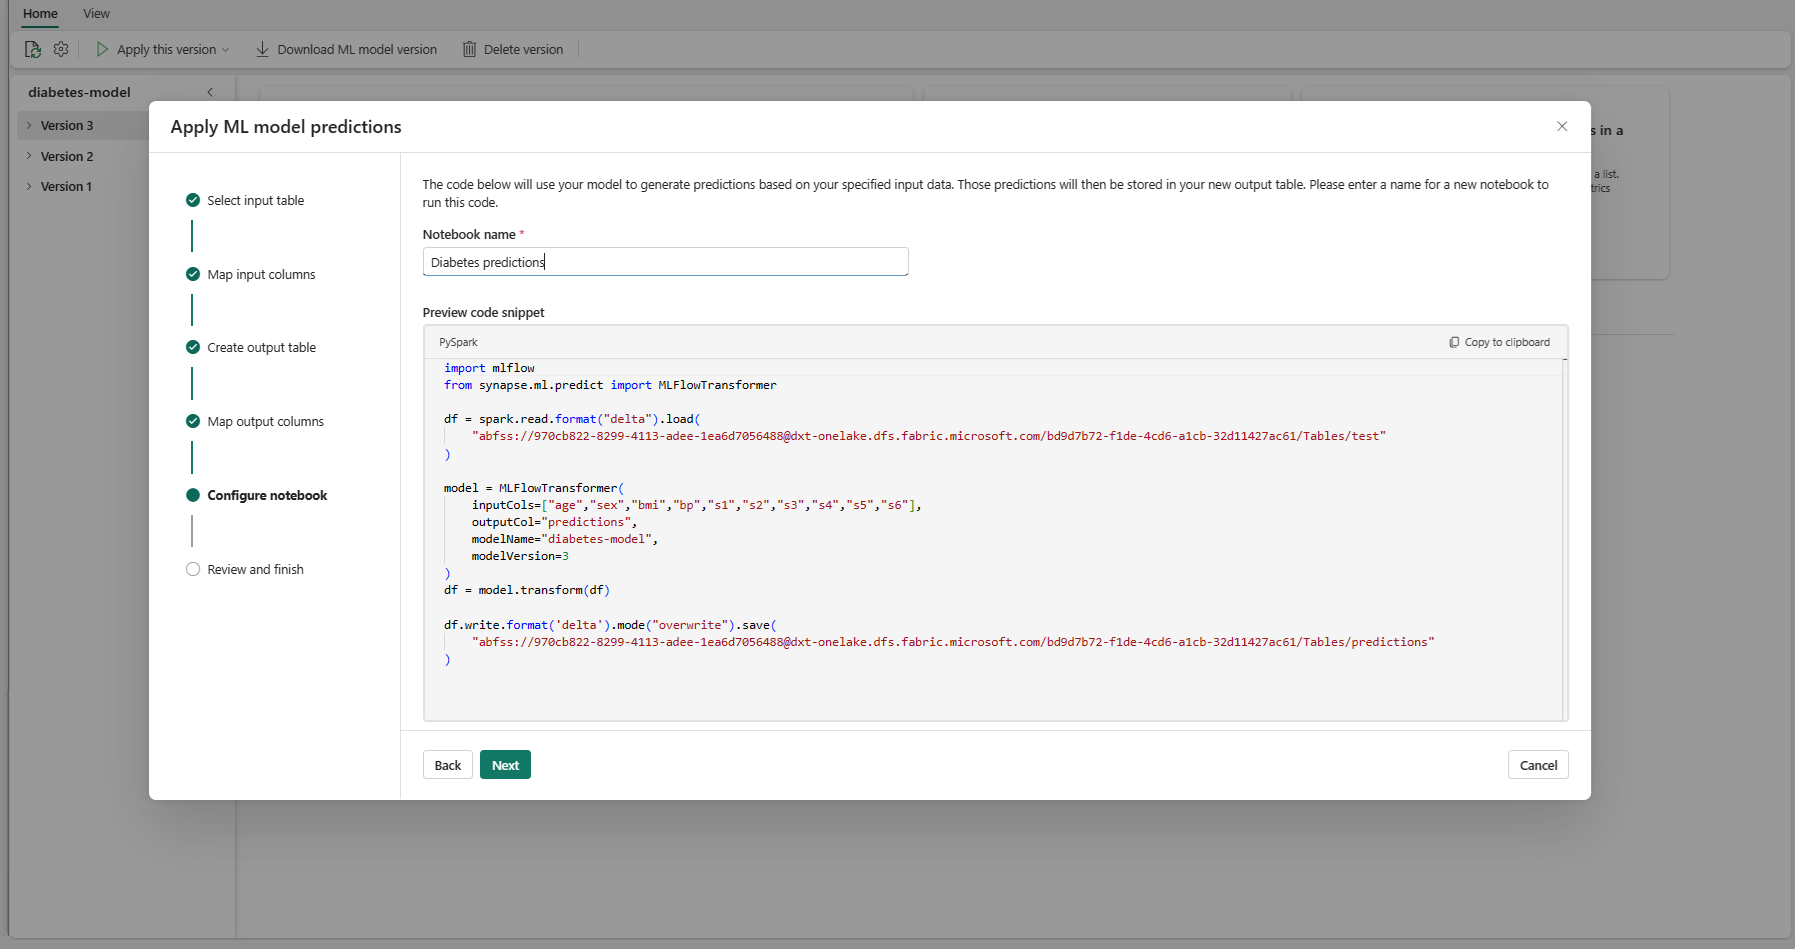 Home View
Apply this version Download ML model version Delete version
diabetes-model
Version 3
Version 2
Version 1
s in a
a list.
trics
Apply ML model predictions
Select input table
Map input columns
Create output table
Map output columns
Configure notebook
Review and finish
The code below will use your model to generate predictions based on your specified input data. Those predictions will then be stored in your new output table. Please enter a name for a new notebook to
run this code.
Notebook name *
Diabetes predictions
Preview code snippet
PySpark Copy to clipboard
import mlflow
from synapse.ml.predict import MLFlowTransformer
df = spark.read.format("delta").load(
"abfss://970cb822-8299-4113-adee-1ea6d7056488@dxt-onelake.dfs.fabric.microsoft.com/bd9d7b72-f1de-4cd6-a1cb-32d11427ac61/Tables/test"
)
model = MLFlowTransformer(
inputCols=["age","sex","bmi","bp","s1","s2","s3","s4","s5","s6"],
outputCol="predictions",
modelName="diabetes-model",
modelVersion=3
)
df = model.transform(df)
df.write.format('delta').mode("overwrite").save(
"abfss://970cb822-8299-4113-adee-1ea6d7056488@dxt-onelake.dfs.fabric.microsoft.com/bd9d7b72-f1de-4cd6-a1cb-32d11427ac61/Tables/predictions"
)
Back Next Cancel